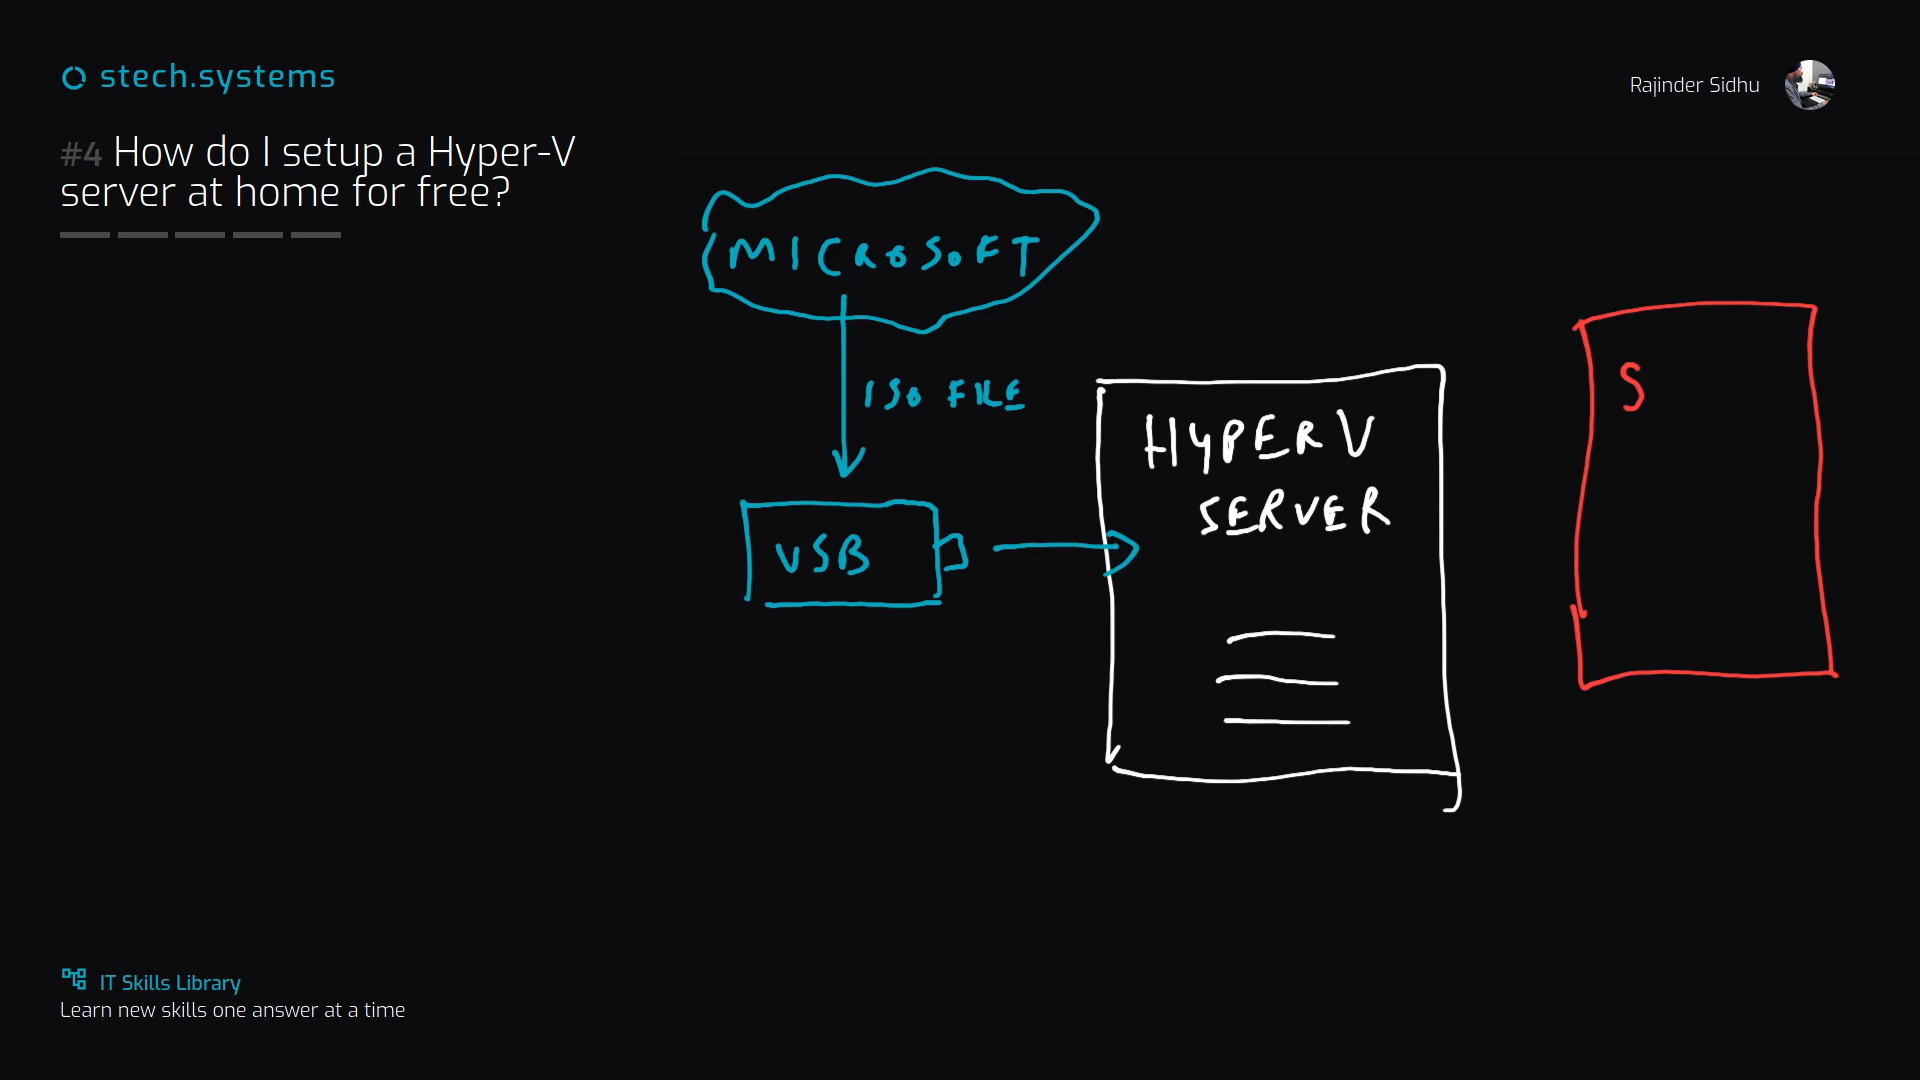 stech.systems
Rajinder Sidhu
#4 How do I setup a Hyper-V
server at home for free?
MICROSOFT
ISO FILE
USB
HYPER V
SERVER
S
IT Skills Library
Learn new skills one answer at a time